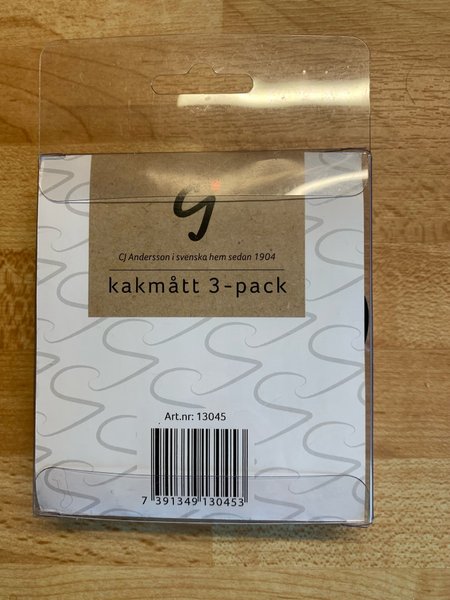 CJ Andersson i svenska hem sedan 1904
kakmått 3-pack
Art.nr: 13045
7 391349 130453